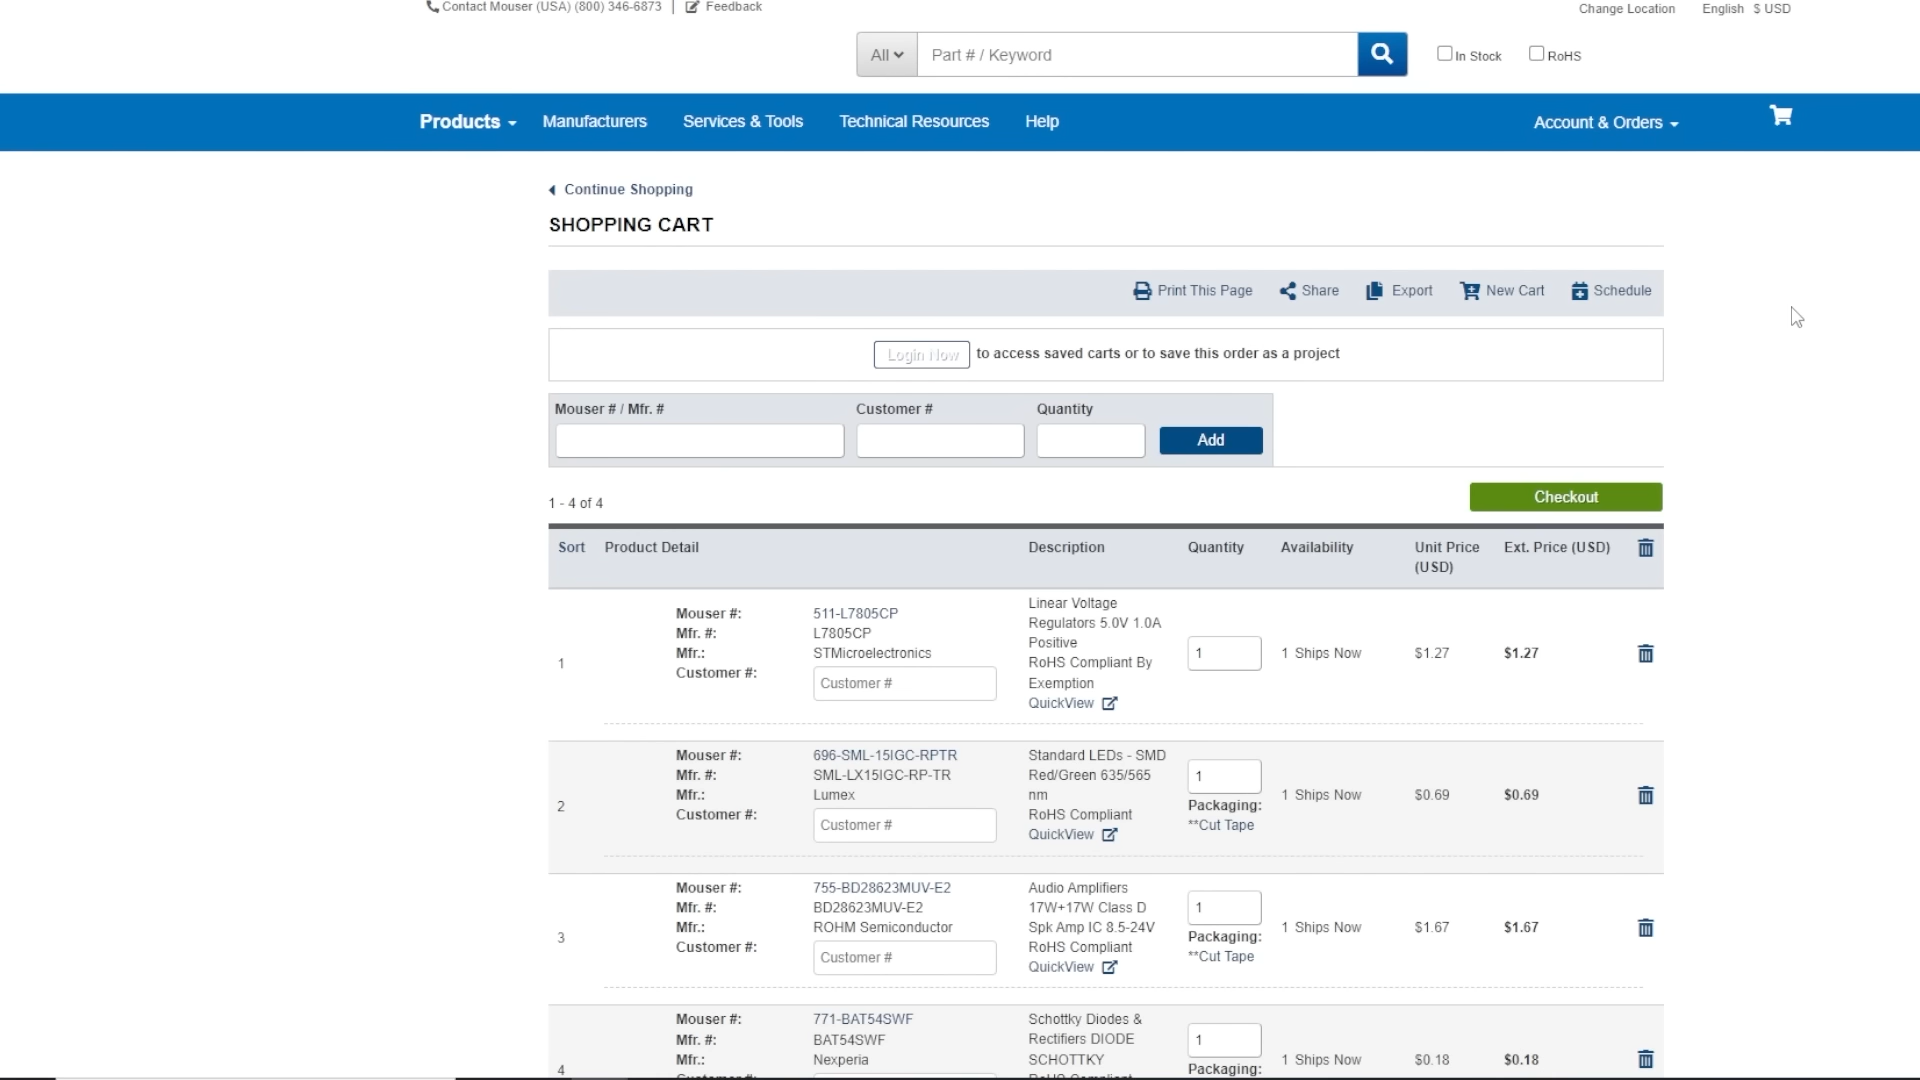 Contact Mouser (USA) (800) 346-6873 | Feedback
Change Location English $ USD
All Part # / Keyword In Stock RoHS
Products Manufacturers Services & Tools Technical Resources Help Account & Orders
Continue Shopping
SHOPPING CART
Print This Page Share Export New Cart Schedule
Login Now to access saved carts or to save this order as a project
Mouser # / Mfr. # Customer # Quantity
Add
1 - 4 of 4
Checkout
Sort Product Detail Description Quantity Availability Unit Price (USD) Ext. Price (USD)
1
Mouser #: 511-L7805CP
Mfr. #: L7805CP
Mfr.: STMicroelectronics
Customer #: Customer #
Linear Voltage
Regulators 5.0V 1.0A
Positive
RoHS Compliant By
Exemption
QuickView
1
1 Ships Now
$1.27
$1.27
2
Mouser #: 696-SML-15IGC-RPTR
Mfr. #: SML-LX15IGC-RP-TR
Mfr.: Lumex
Customer #: Customer #
Standard LEDs - SMD
Red/Green 635/565
nm
RoHS Compliant
QuickView
1
Packaging:
**Cut Tape
1 Ships Now
$0.69
$0.69
3
Mouser #: 755-BD28623MUV-E2
Mfr. #: BD28623MUV-E2
Mfr.: ROHM Semiconductor
Customer #: Customer #
Audio Amplifiers
17W+17W Class D
Spk Amp IC 8.5-24V
RoHS Compliant
QuickView
1
Packaging:
**Cut Tape
1 Ships Now
$1.67
$1.67
4
Mouser #: 771-BAT54SWF
Mfr. #: BAT54SWF
Mfr.: Nexperia
Schottky Diodes &
Rectifiers DIODE
SCHOTTKY
1
Packaging:
1 Ships Now
$0.18
$0.18